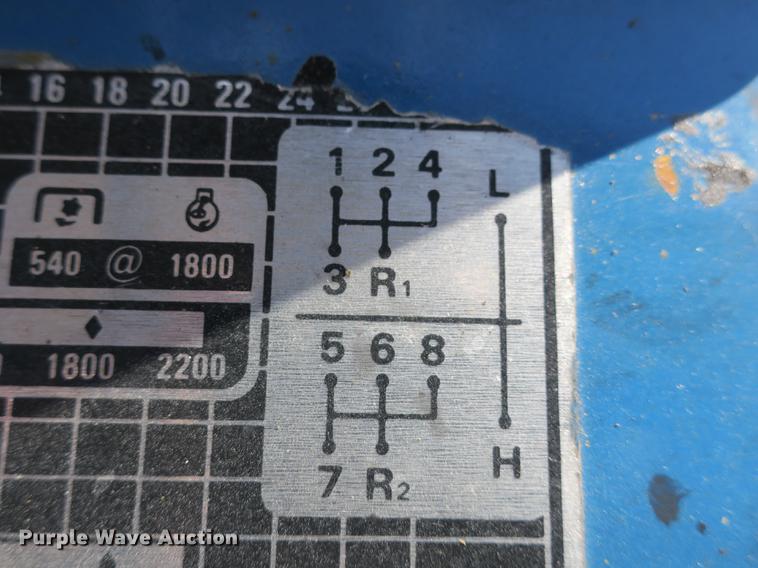 16 18 20 22 24
1 2 4 L
540 @ 1800
3 R1
5 6 8
1800 2200
7 R2 H
Purple Wave Auction